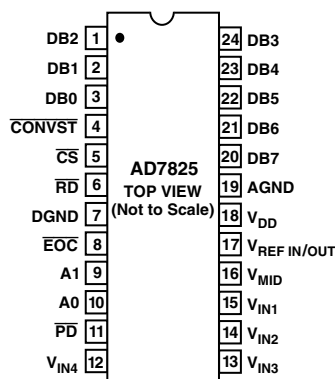 DB2 1
DB1 2
DB0 3
CONVST 4
CS 5
RD 6
DGND 7
EOC 8
A1 9
A0 10
PD 11
VIN4 12
AD7825
TOP VIEW
(Not to Scale)
24 DB3
23 DB4
22 DB5
21 DB6
20 DB7
19 AGND
18 VDD
17 VREF IN/OUT
16 VMID
15 VIN1
14 VIN2
13 VIN3